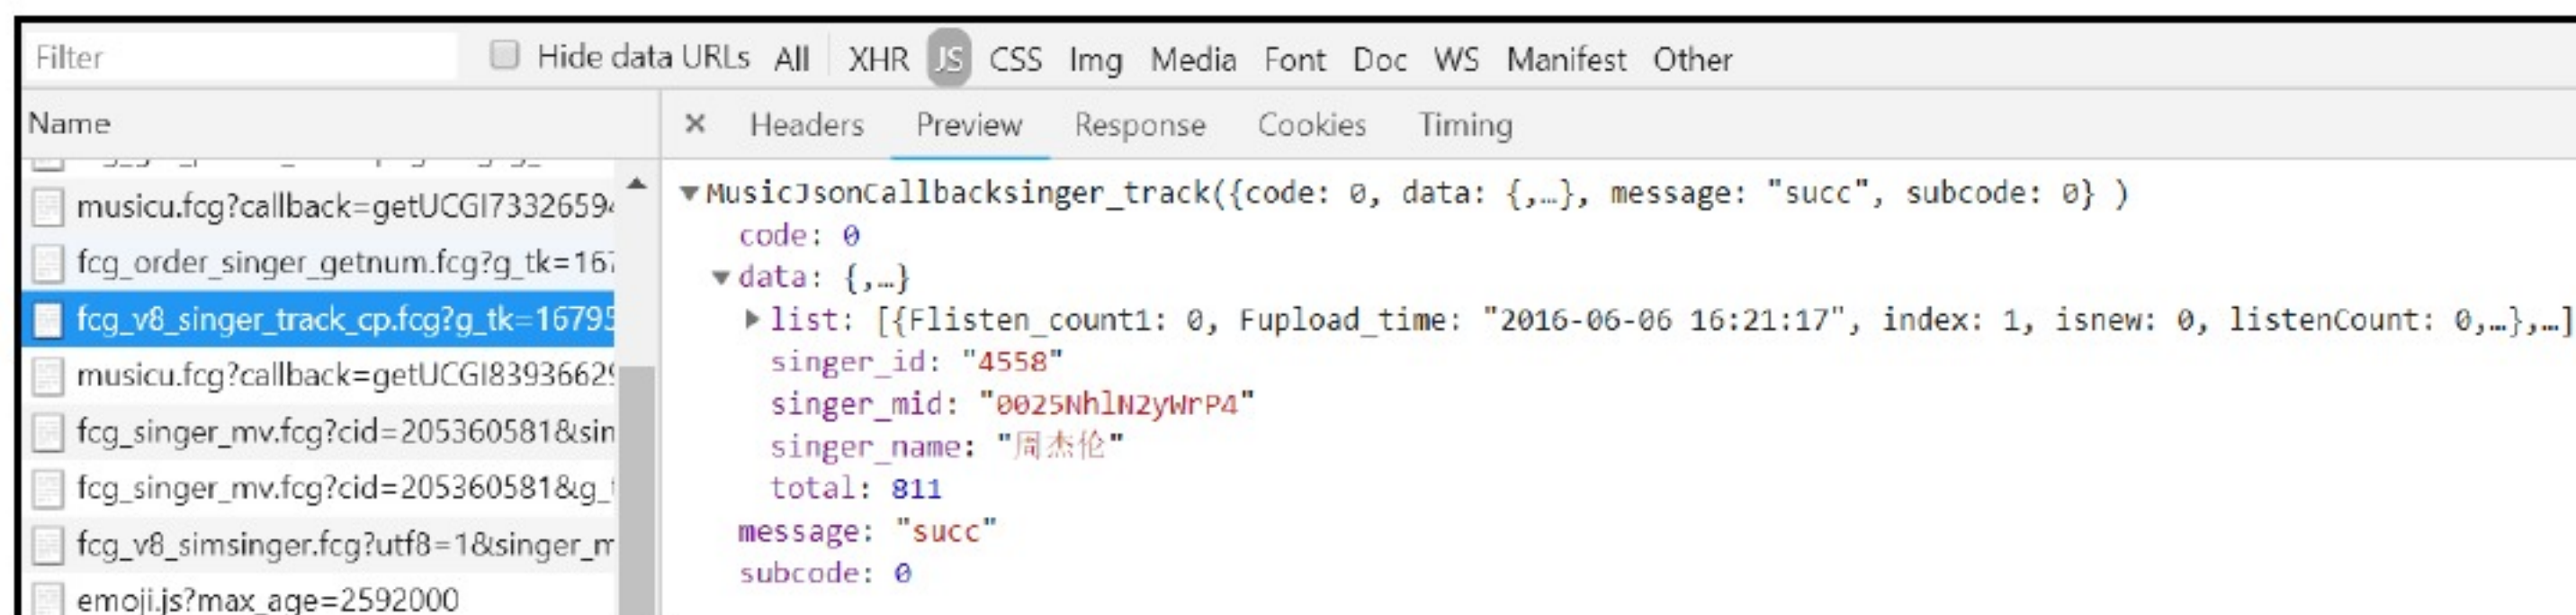 Filter Hide data URLs All XHR JS CSS Img Media Font Doc WS Manifest Other
Name
× Headers Preview Response Cookies Timing
musicu.fcg?callback=getUCGI7332659
fcg_order_singer_getnum.fcg?g_tk=16
fcg_v8_singer_track_cp.fcg?g_tk=16795
musicu.fcg?callback=getUCGI8393662
fcg_singer_mv.fcg?cid=205360581&sin
fcg_singer_mv.fcg?cid=205360581&g_
fcg_v8_simsinger.fcg?utf8=1&singer_m
emoji.js?max_age=2592000
▼MusicJsonCallbacksinger_track({code: 0, data: {,…}, message: "succ", subcode: 0} )
code: 0
▼data: {,…}
▶list: [{Flisten_count1: 0, Fupload_time: "2016-06-06 16:21:17", index: 1, isnew: 0, listenCount: 0,…},…]
singer_id: "4558"
singer_mid: "0025NhlN2yWrP4"
singer_name: "周杰伦"
total: 811
message: "succ"
subcode: 0